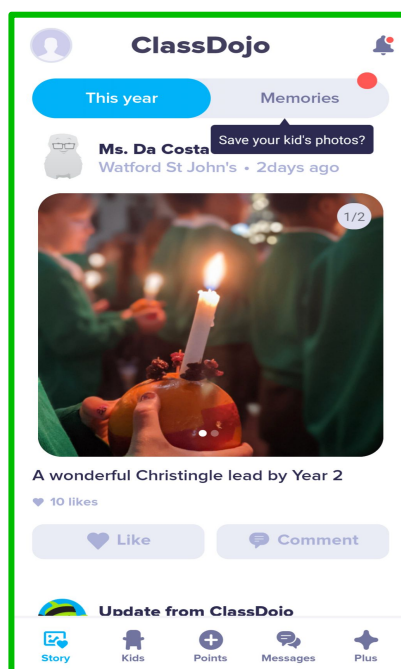 ClassDojo
This year
Memories
Save your kid's photos?
Ms. Da Costa
Watford St John's • 2days ago
1/2
A wonderful Christingle lead by Year 2
10 likes
Like
Comment
Update from ClassDojo
Story
Kids
Points
Messages
Plus